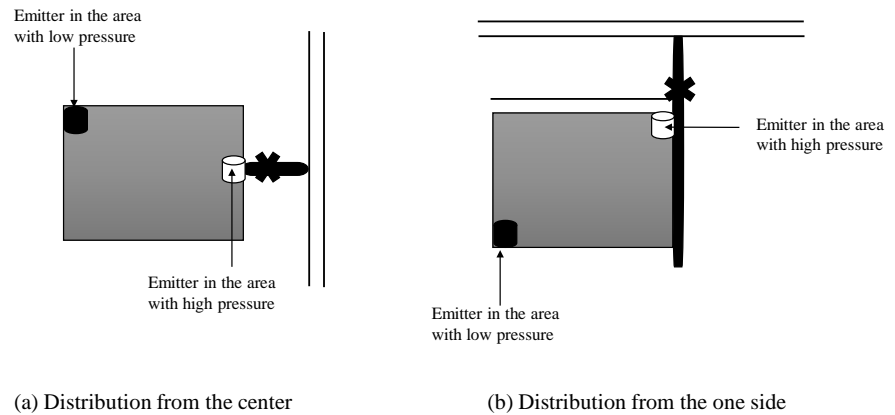 Emitter in the area
with low pressure
Emitter in the area
with high pressure
(a) Distribution from the center
Emitter in the area
with high pressure
Emitter in the area
with low pressure
(b) Distribution from the one side